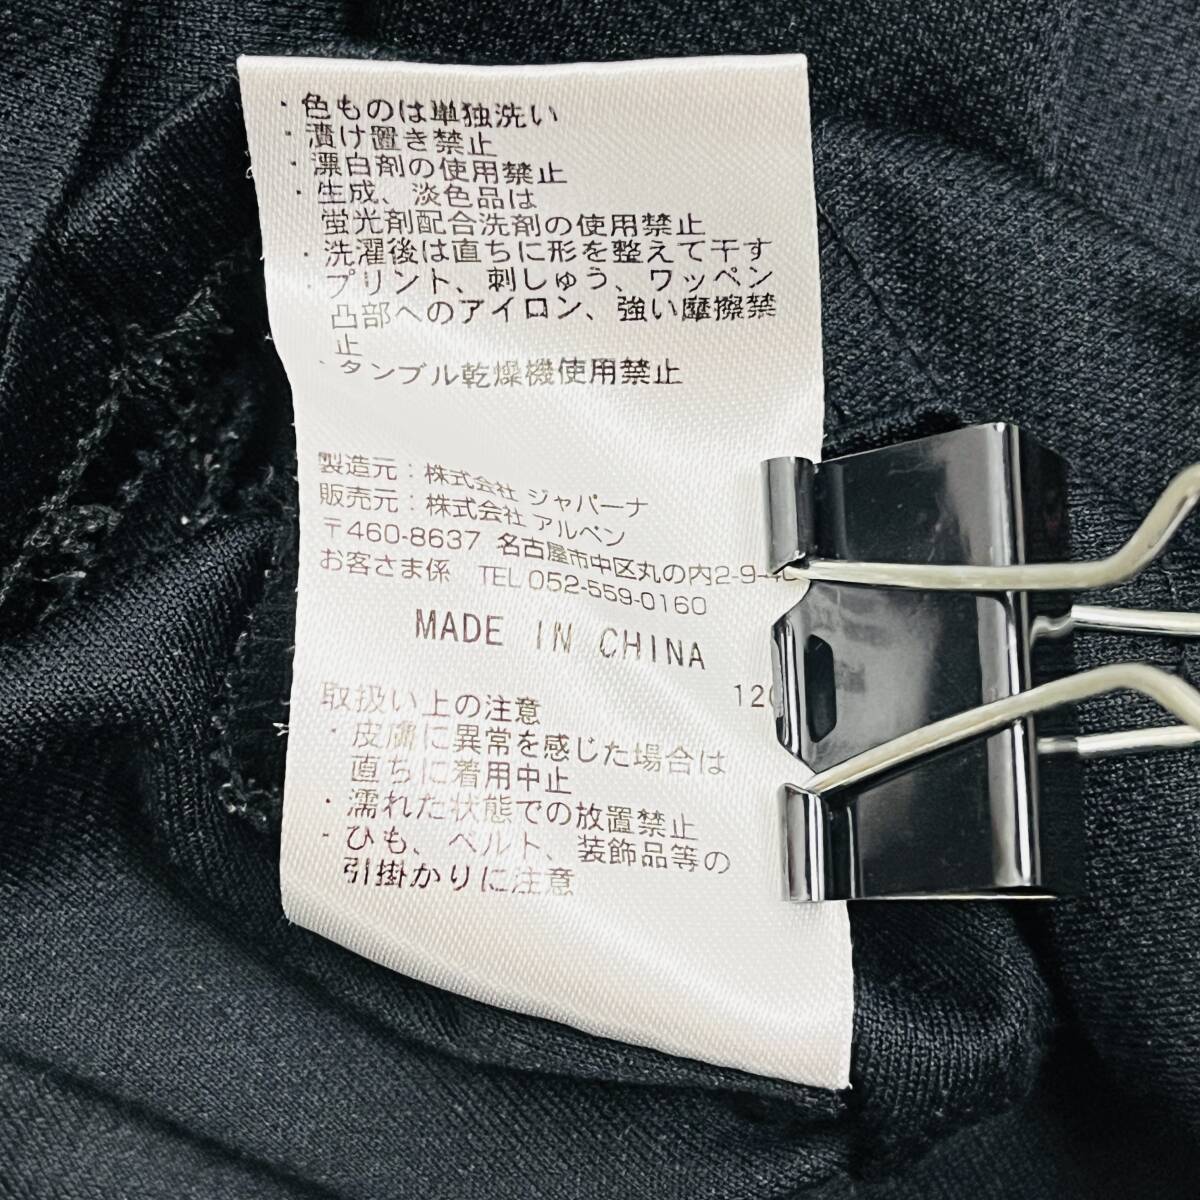 ・色ものは単独洗い
・漬け置き禁止
・漂白剤の使用禁止
・生成、淡色品は
蛍光剤配合洗剤の使用禁止
・洗濯後は直ちに形を整えて干す
・プリント、刺しゅう、ワッペン
凸部へのアイロン、強い摩擦禁
止
・タンブル乾燥機使用禁止
製造元：株式会社 ジャパーナ
販売元：株式会社 アルペン
〒460-8637 名古屋市中区丸の内2-9-40
お客さま係 TEL 052-559-0160
MADE IN CHINA
取扱い上の注意
・皮膚に異常を感じた場合は
直ちに着用中止
・濡れた状態での放置禁止
・ひも、ベルト、装飾品等の
引掛かりに注意